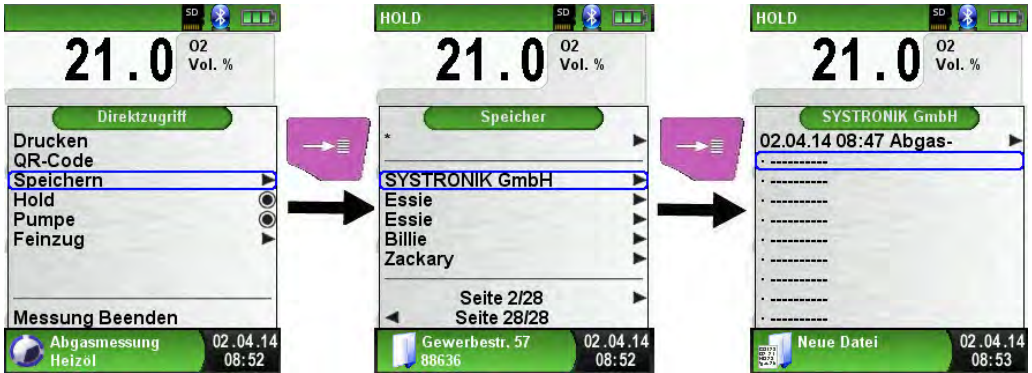 SD
21.0
O2
Vol. %
Direktzugriff
Drucken
QR-Code
Speichern
Hold
Pumpe
Feinzug
Messung Beenden
Abgasmessung
Heizöl
02.04.14
08:52
HOLD
SD
21.0
O2
Vol. %
Speicher
*
SYSTRONIK GmbH
Essie
Essie
Billie
Zackary
Seite 2/28
Seite 28/28
Gewerbestr. 57
88636
02.04.14
08:52
HOLD
SD
21.0
O2
Vol. %
SYSTRONIK GmbH
02.04.14 08:47 Abgas-
· ----------
· ----------
· ----------
· ----------
· ----------
· ----------
· ----------
· ----------
· ----------
Neue Datei
02.04.14
08:53